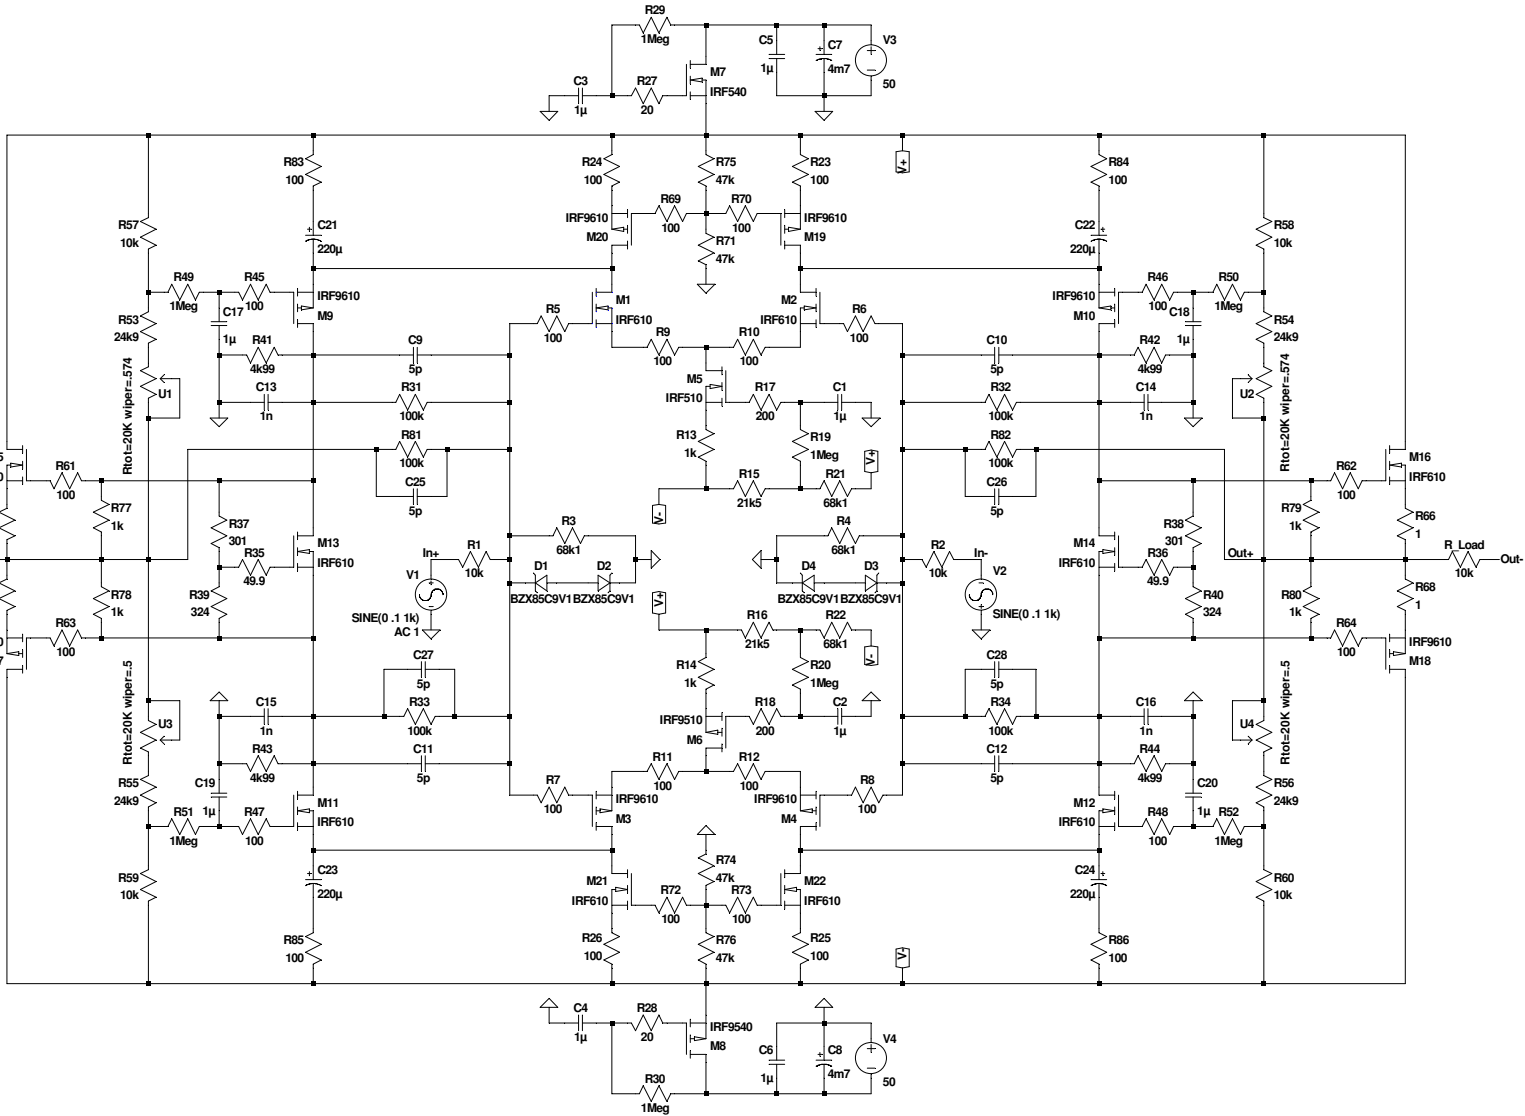 R29
1Meg
C5
1µ
C7
4m7
V3
50
M7
IRF540
C3
1µ
R27
20
R83
100
R24
100
R75
47k
R23
100
V+
R84
100
R57
10k
C21
220µ
IRF9610
M20
R69
100
R70
100
IRF9610
M19
R71
47k
C22
220µ
R58
10k
R49
1Meg
R45
100
IRF9610
M9
C17
1µ
M1
IRF610
M2
IRF610
R5
100
R6
100
IRF9610
M10
R46
100
R50
1Meg
C18
1µ
R53
24k9
R54
24k9
R41
4k99
C9
5p
R9
100
R10
100
C10
5p
R42
4k99
Rtot=20K wiper=.574
U1
C13
1n
R31
100k
M5
IRF510
R17
200
C1
1µ
R32
100k
C14
1n
U2
Rtot=20K wiper=.574
R81
100k
C25
5p
R13
1k
R19
1Meg
R15
21k5
R21
68k1
V+
V-
R82
100k
C26
5p
5
0
R61
100
R77
1k
R62
100
M16
IRF610
R79
1k
R66
1
R37
301
R35
49.9
M13
IRF610
R39
324
R78
1k
R63
100
0
7
In+
R1
10k
V1
SINE(0 .1 1k)
AC 1
R3
68k1
D1
BZX85C9V1
D2
BZX85C9V1
R4
68k1
D4
BZX85C9V1
D3
BZX85C9V1
R2
10k
In-
V2
SINE(0 .1 1k)
M14
IRF610
R38
301
R36
49.9
R40
324
Out+
R_Load
10k
Out-
R80
1k
R68
1
R64
100
IRF9610
M18
V+
R16
21k5
R22
68k1
V-
R14
1k
R20
1Meg
C27
5p
R33
100k
C28
5p
R34
100k
Rtot=20K wiper=.5
U3
C15
1n
IRF9510
M6
R18
200
C2
1µ
C16
1n
U4
Rtot=20K wiper=.5
R43
4k99
C11
5p
R11
100
R12
100
C12
5p
R44
4k99
R55
24k9
C19
1µ
R7
100
IRF9610
M3
IRF9610
M4
R8
100
C20
1µ
R56
24k9
R51
1Meg
R47
100
M11
IRF610
M12
IRF610
R48
100
R52
1Meg
R59
10k
C23
220µ
M21
IRF610
R72
100
R74
47k
R73
100
M22
IRF610
C24
220µ
R60
10k
R85
100
R26
100
R76
47k
R25
100
V-
R86
100
C4
1µ
R28
20
IRF9540
M8
C6
1µ
C8
4m7
V4
50
R30
1Meg